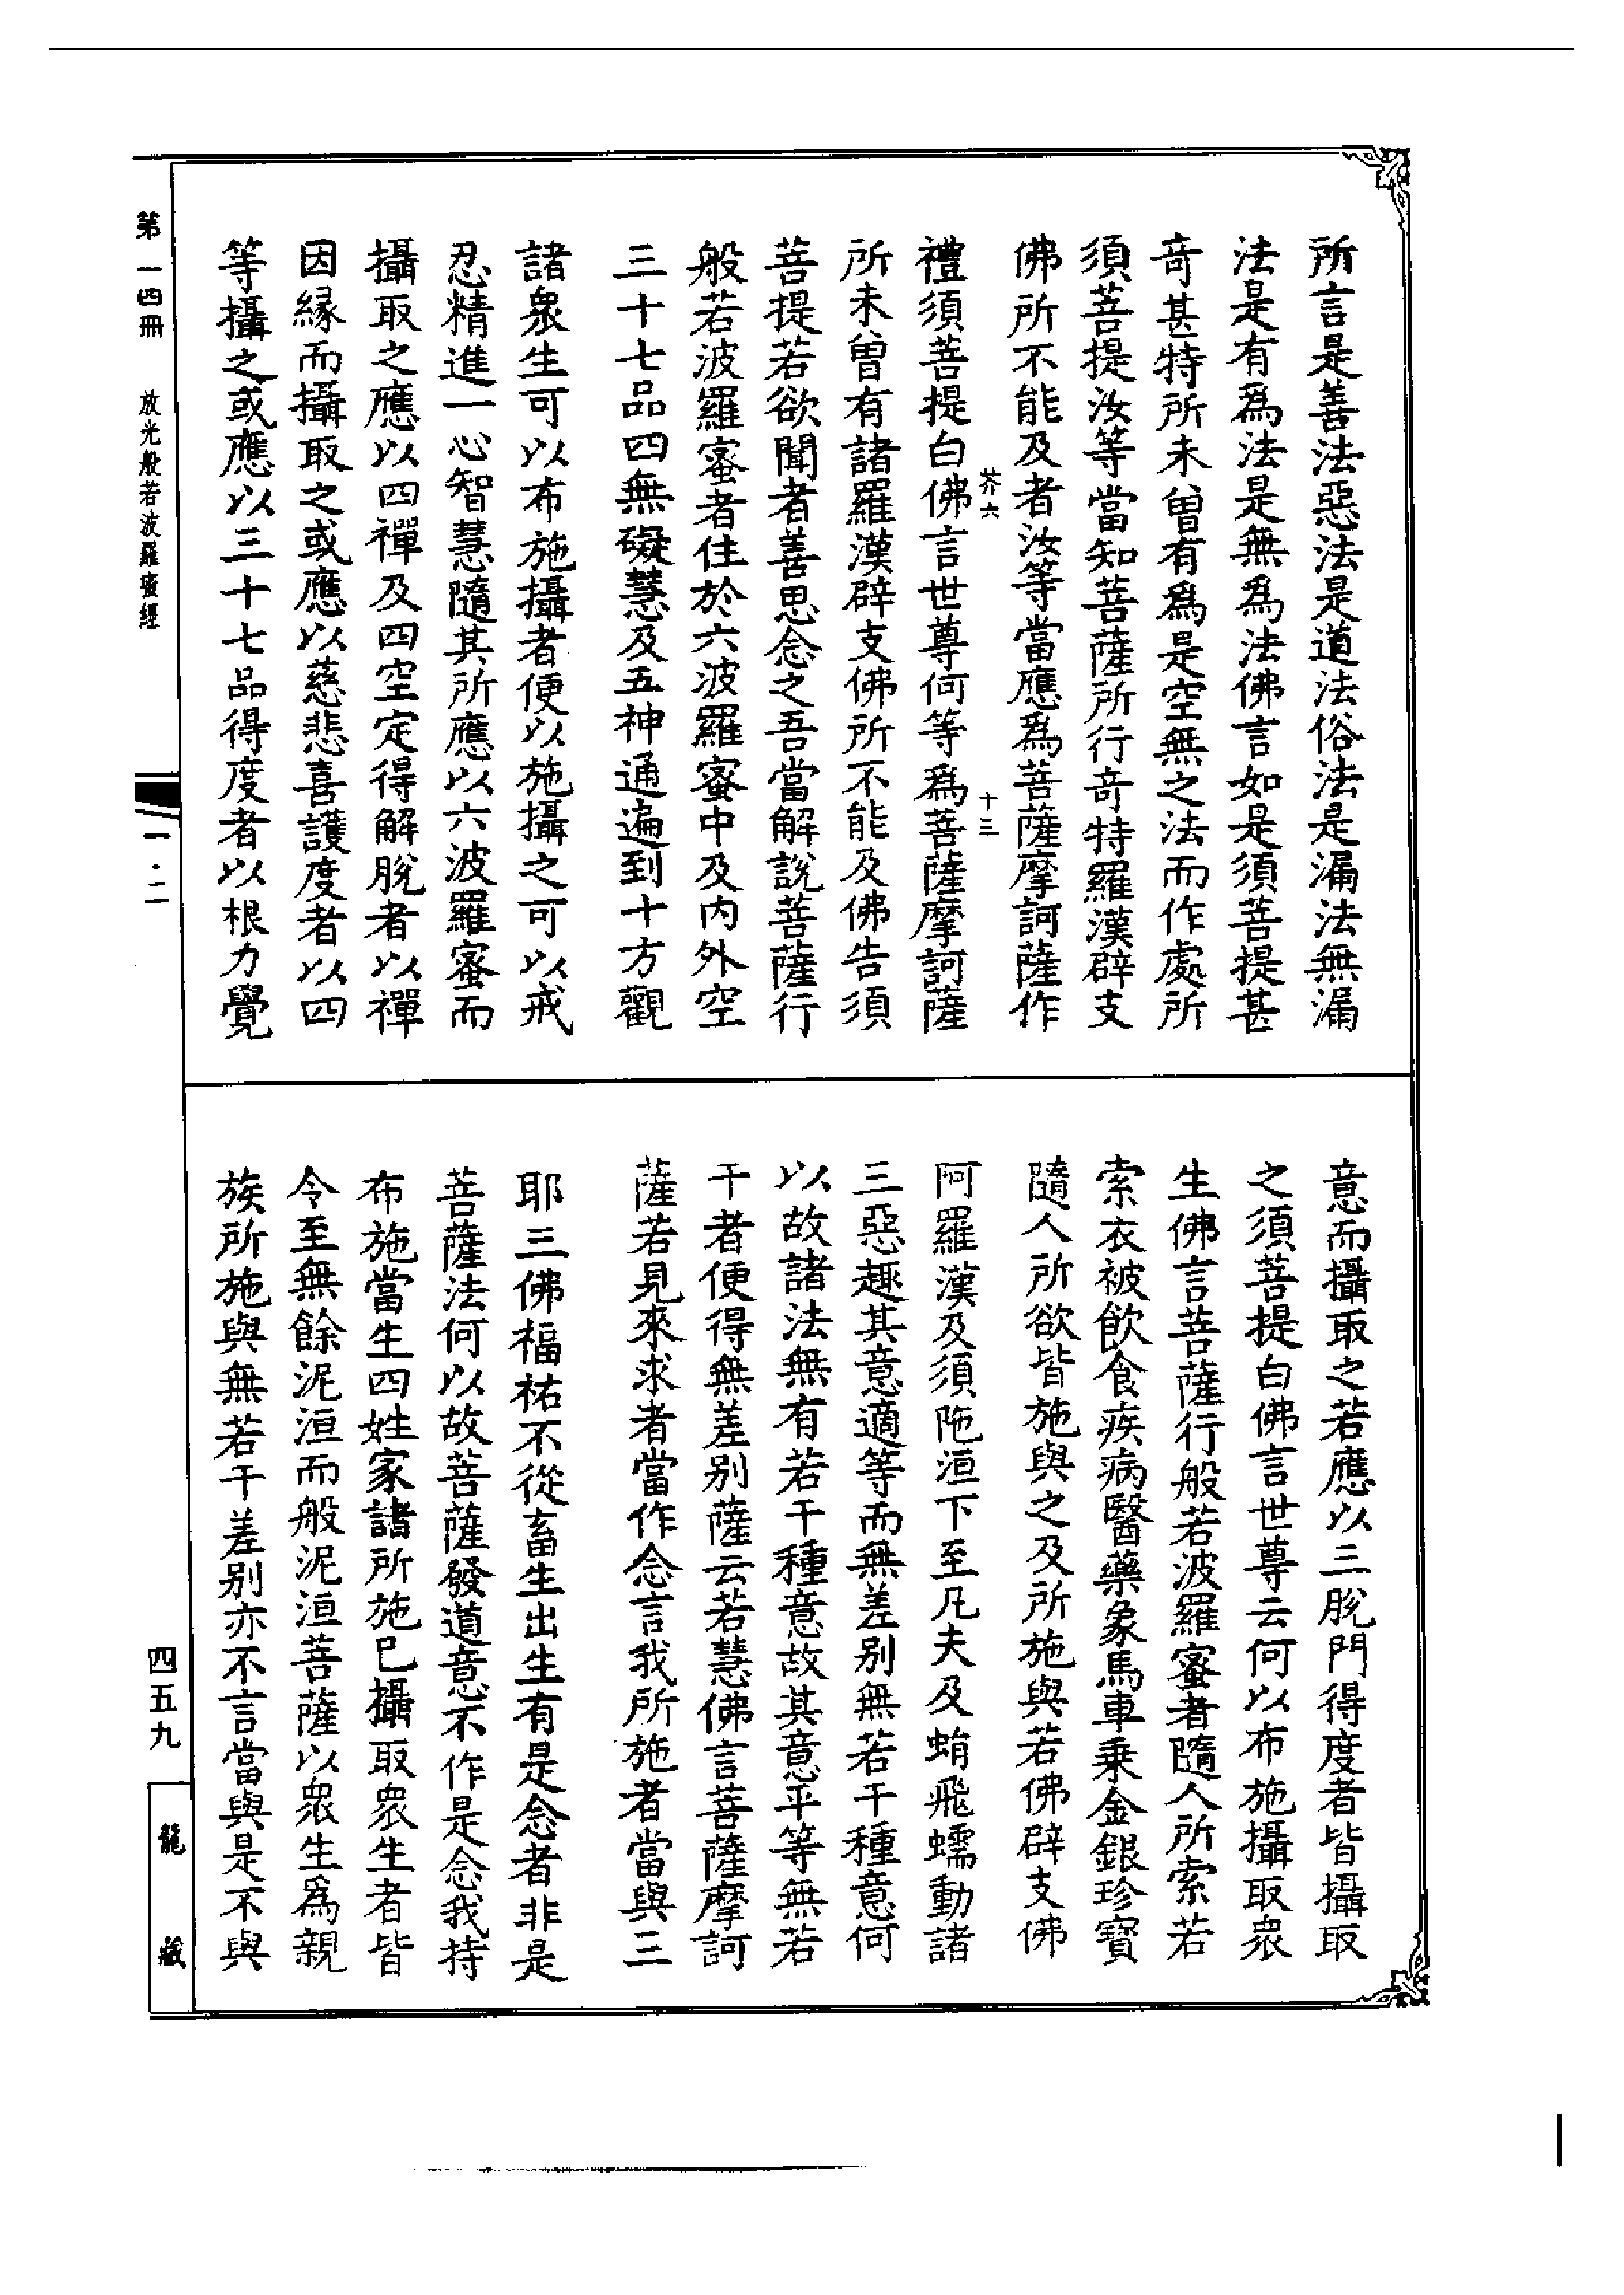 所言是善法惡法是道法俗法是漏法無漏
法是有爲法是無爲法佛言如是須菩提甚
奇甚特所未曾有爲是空無之法而作處所
須菩提汝等當知菩薩所行奇特羅漢辟支
佛所不能及者汝等當應爲菩薩摩訶薩作
芥六
十三
禮須菩提白佛言世尊何等爲菩薩摩訶薩
所未曾有諸羅漢辟支佛所不能及佛告須
菩提若欲聞者善思念之吾當解說菩薩行
般若波羅蜜者住於六波羅蜜中及內外空
三十七品四無礙慧及五神通遍到十方觀
諸衆生可以布施攝者便以施攝之可以戒
忍精進一心智慧隨其所應以六波羅蜜而
攝取之應以四禪及四空定得解脫者以禪
因緣而攝取之或應以慈悲喜護度者以四
等攝之或應以三十七品得度者以根力覺
意而攝取之若應以三脫門得度者皆攝取
之須菩提白佛言世尊云何以布施攝取衆
生佛言菩薩行般若波羅蜜者隨人所索若
索衣被飲食疾病醫藥象馬車乘金銀珍寶
隨人所欲皆施與之及所施與若佛辟支佛
阿羅漢及須陁洹下至凡夫及蜎飛蠕動諸
三惡趣其意適等而無差別無若干種意何
以故諸法無有若干種意故其意平等無若
干者便得無差別薩云若慧佛言菩薩摩訶
薩若見來求者當作念言我所施者當與三
耶三佛福祐不從畜生出生有是念者非是
菩薩法何以故菩薩發道意不作是念我持
布施當生四姓家諸所施已攝取衆生者皆
令至無餘泥洹而般泥洹菩薩以衆生爲親
族所施與無若干差別亦不言當與是不與
第一四冊 放光般若波羅蜜經
一·二
四五九
龍藏